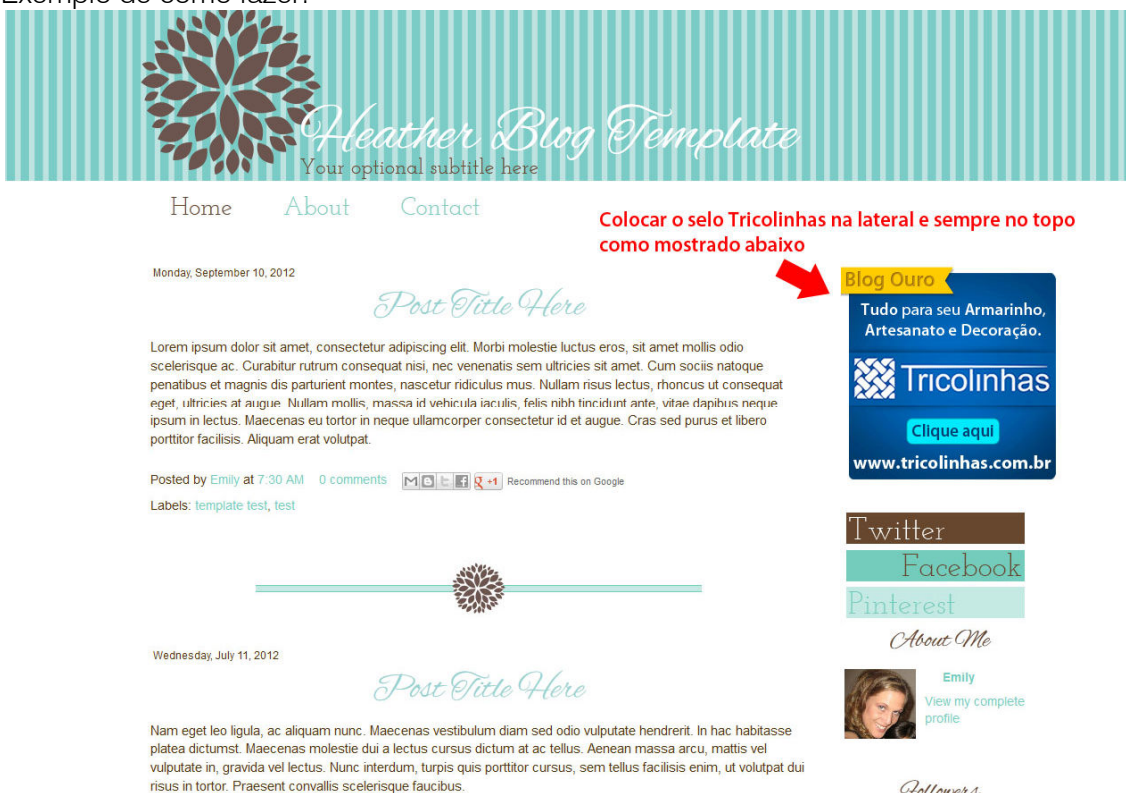 Exemplo de como fazer:
Heather Blog Template
Your optional subtitle here
Home About Contact
Colocar o selo Tricolinhas na lateral e sempre no topo
como mostrado abaixo
Monday, September 10, 2012
Post Title Here
Lorem ipsum dolor sit amet, consectetur adipiscing elit. Morbi molestie luctus eros, sit amet mollis odio
scelerisque ac. Curabitur rutrum consequat nisi, nec venenatis sem ultricies sit amet. Cum sociis natoque
penatibus et magnis dis parturient montes, nascetur ridiculus mus. Nullam risus lectus, rhoncus ut consequat
eget, ultricies at augue. Nullam mollis, massa id vehicula iaculis, felis nibh tincidunt ante, vitae dapibus neque
ipsum in lectus. Maecenas eu tortor in neque ullamcorper consectetur id et augue. Cras sed purus et libero
porttitor facilisis. Aliquam erat volutpat.
Posted by Emily at 7:30 AM 0 comments +1 Recommend this on Google
Labels: template test, test
Blog Ouro
Tudo para seu Armarinho,
Artesanato e Decoração.
Tricolinhas
Clique aqui
www.tricolinhas.com.br
Twitter
Facebook
Pinterest
About Me
Emily
View my complete
profile
Followers
Wednesday, July 11, 2012
Post Title Here
Nam eget leo ligula, ac aliquam nunc. Maecenas vestibulum diam sed odio vulputate hendrerit. In hac habitasse
platea dictumst. Maecenas molestie dui a lectus cursus dictum at ac tellus. Aenean massa arcu, mattis vel
vulputate in, gravida vel lectus. Nunc interdum, turpis quis porttitor cursus, sem tellus facilisis enim, ut volutpat dui
risus in tortor. Praesent convallis scelerisque faucibus.